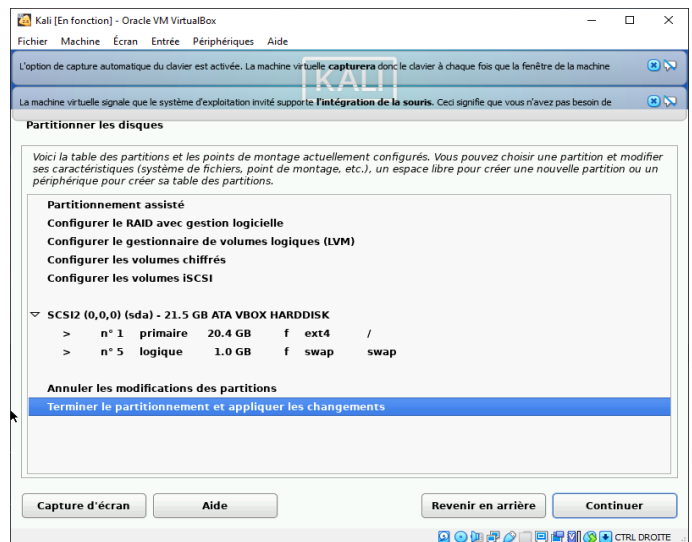 Kali [En fonction] - Oracle VM VirtualBox
Fichier Machine Écran Entrée Périphériques Aide
L'option de capture automatique du clavier est activée. La machine virtuelle capturera donc le clavier à chaque fois que la fenêtre de la machine
KALI
La machine virtuelle signale que le système d'exploitation invité supporte l'intégration de la souris. Ceci signifie que vous n'avez pas besoin de
Partitionner les disques
Voici la table des partitions et les points de montage actuellement configurés. Vous pouvez choisir une partition et modifier
ses caractéristiques (système de fichiers, point de montage, etc.), un espace libre pour créer une nouvelle partition ou un
périphérique pour créer sa table des partitions.
Partitionnement assisté
Configurer le RAID avec gestion logicielle
Configurer le gestionnaire de volumes logiques (LVM)
Configurer les volumes chiffrés
Configurer les volumes iSCSI
SCSI2 (0,0,0) (sda) - 21.5 GB ATA VBOX HARDDISK
> n° 1 primaire 20.4 GB f ext4 /
> n° 5 logique 1.0 GB f swap swap
Annuler les modifications des partitions
Terminer le partitionnement et appliquer les changements
Capture d'écran Aide Revenir en arrière Continuer
CTRL DROITE